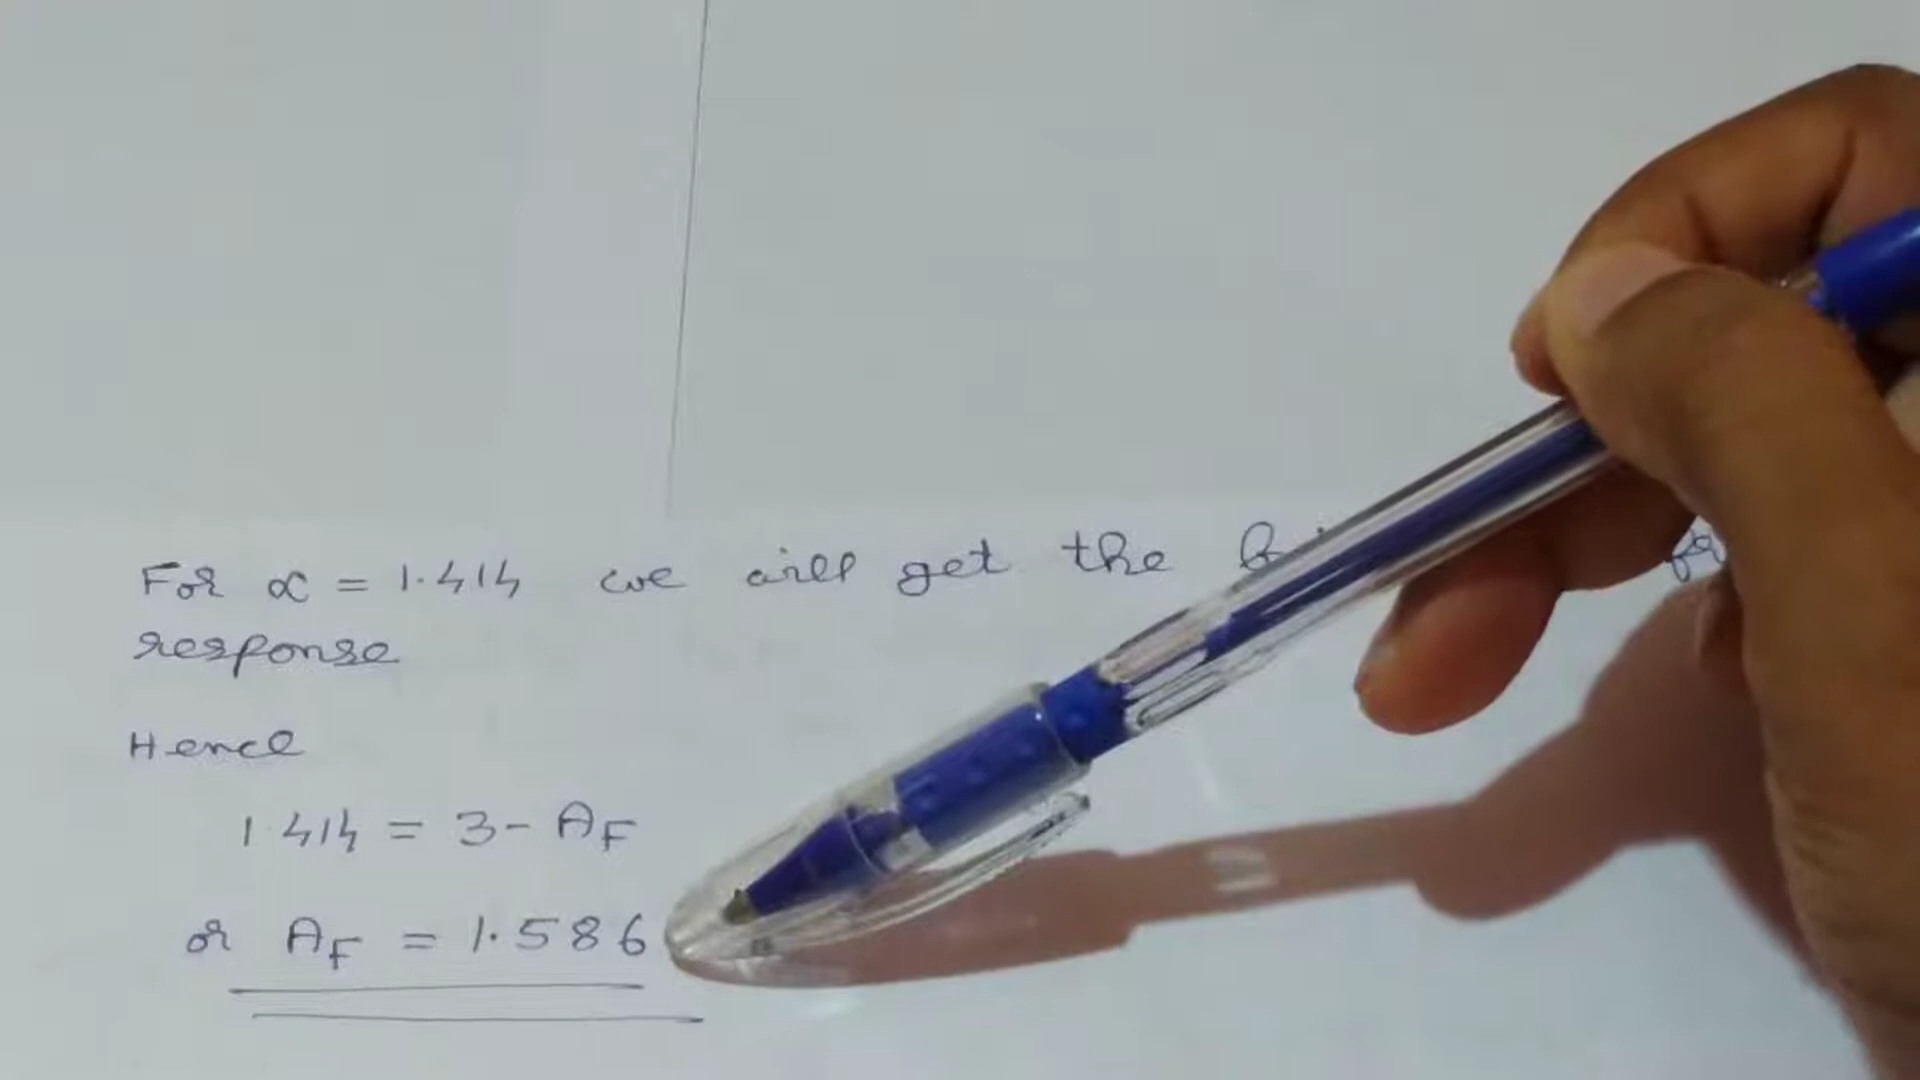 For α = 1.414 we will get the
response
Hence
1.414 = 3 - A_F
or A_F = 1.586